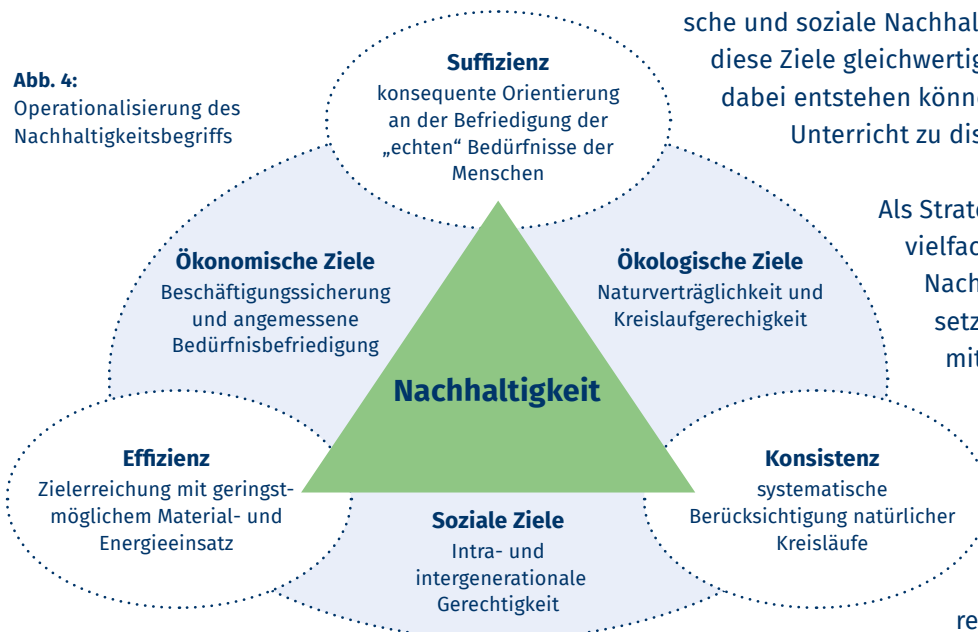 Abb. 4:
Operationalisierung des
Nachhaltigkeitsbegriffs
Suffizienz
konsequente Orientierung
an der Befriedigung der
„echten“ Bedürfnisse der
Menschen
Ökonomische Ziele
Beschäftigungssicherung
und angemessene
Bedürfnisbefriedigung
Ökologische Ziele
Naturverträglichkeit und
Kreislaufgerechigkeit
Nachhaltigkeit
Effizienz
Zielerreichung mit geringst-
möglichem Material- und
Energieeinsatz
Soziale Ziele
Intra- und
intergenerationale
Gerechtigkeit
Konsistenz
systematische
Berücksichtigung natürlicher
Kreisläufe
sche und soziale Nachhal
diese Ziele gleichwertig
dabei entstehen könne
Unterricht zu dis
Als Strate
vielfac
Nach
setz
mit
re